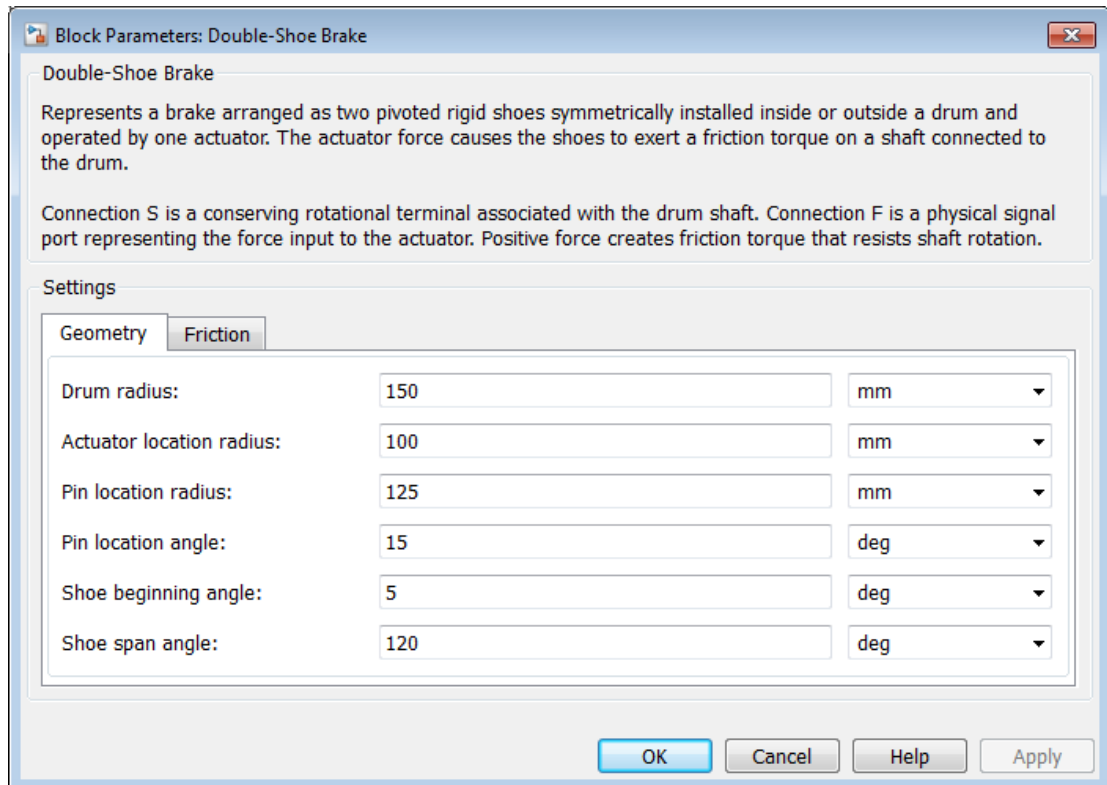 Block Parameters: Double-Shoe Brake
Double-Shoe Brake
Represents a brake arranged as two pivoted rigid shoes symmetrically installed inside or outside a drum and
operated by one actuator. The actuator force causes the shoes to exert a friction torque on a shaft connected to
the drum.
Connection S is a conserving rotational terminal associated with the drum shaft. Connection F is a physical signal
port representing the force input to the actuator. Positive force creates friction torque that resists shaft rotation.
Settings
Geometry Friction
Drum radius: 150 mm
Actuator location radius: 100 mm
Pin location radius: 125 mm
Pin location angle: 15 deg
Shoe beginning angle: 5 deg
Shoe span angle: 120 deg
OK Cancel Help Apply